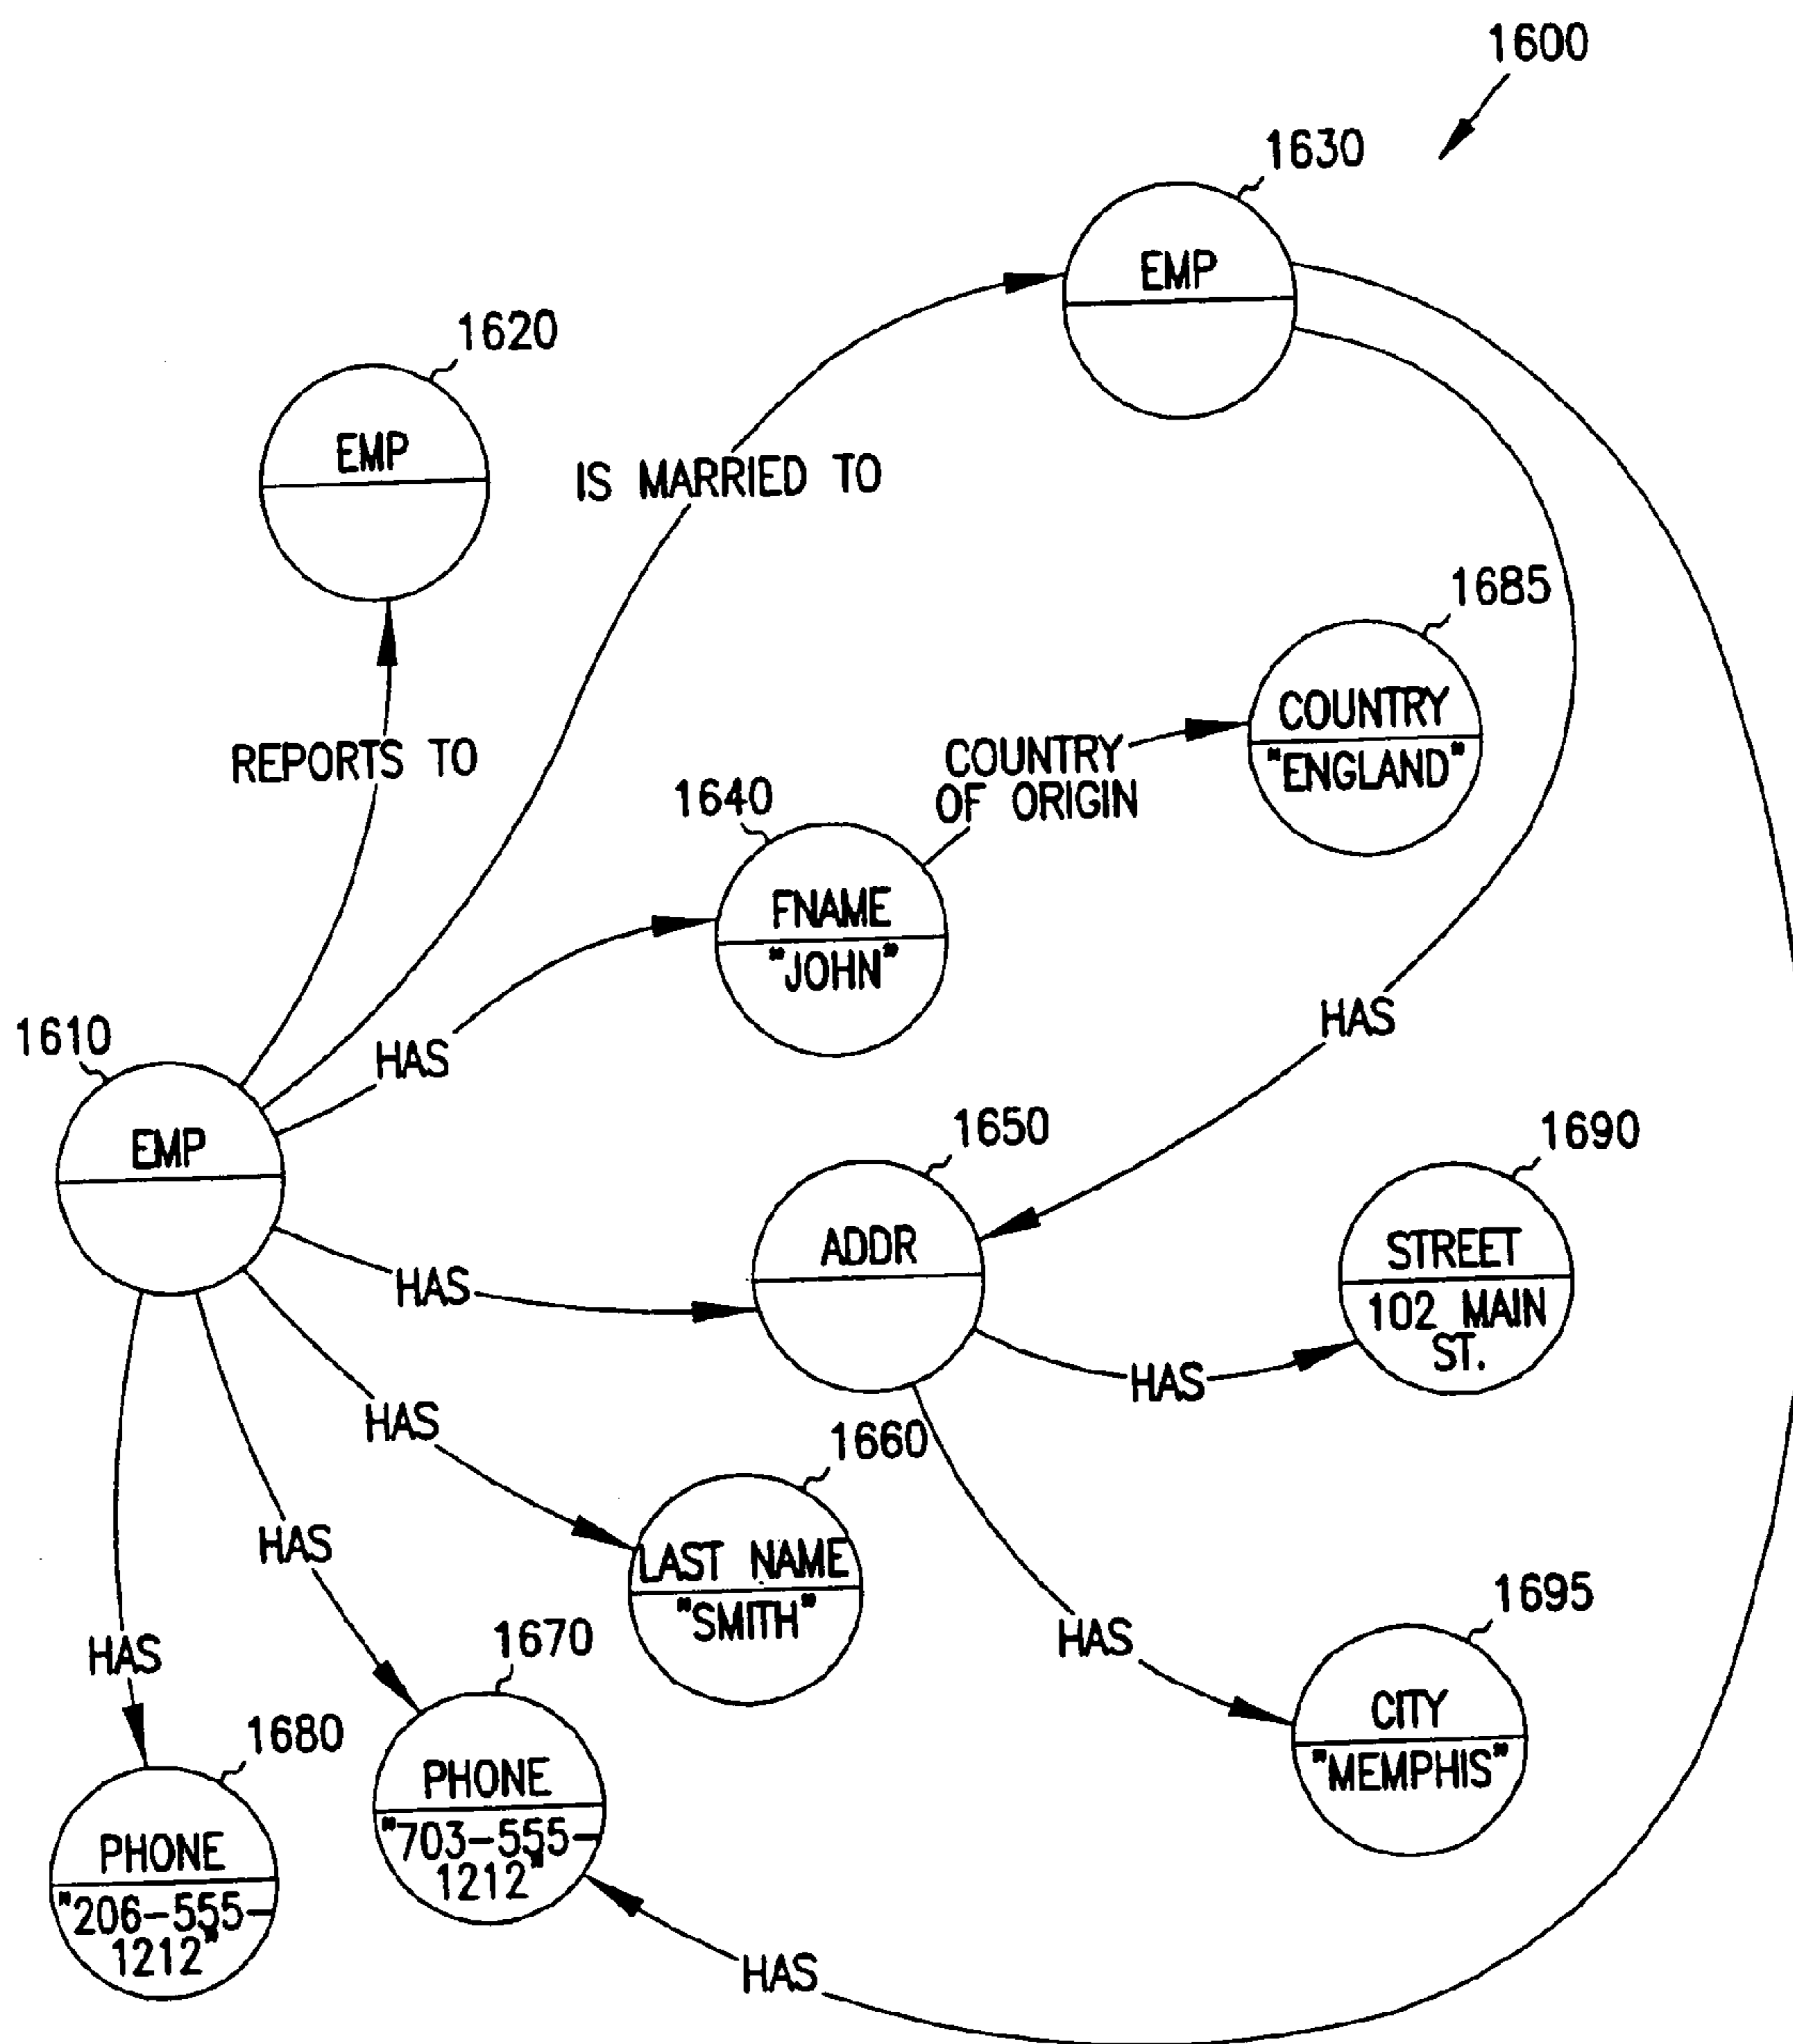 1600
1630
EMP
1620
EMP
IS MARRIED TO
1685
COUNTRY
"ENGLAND"
REPORTS TO
COUNTRY
OF ORIGIN
1640
FNAME
"JOHN"
HAS
1610
HAS
EMP
1650
1690
ADDR
STREET
102 MAIN
ST.
HAS
HAS
HAS
1660
LAST NAME
"SMITH"
HAS
1695
HAS
1670
HAS
CITY
"MEMPHIS"
1680
PHONE
"703-555-
1212"
PHONE
"206-555-
1212"
HAS